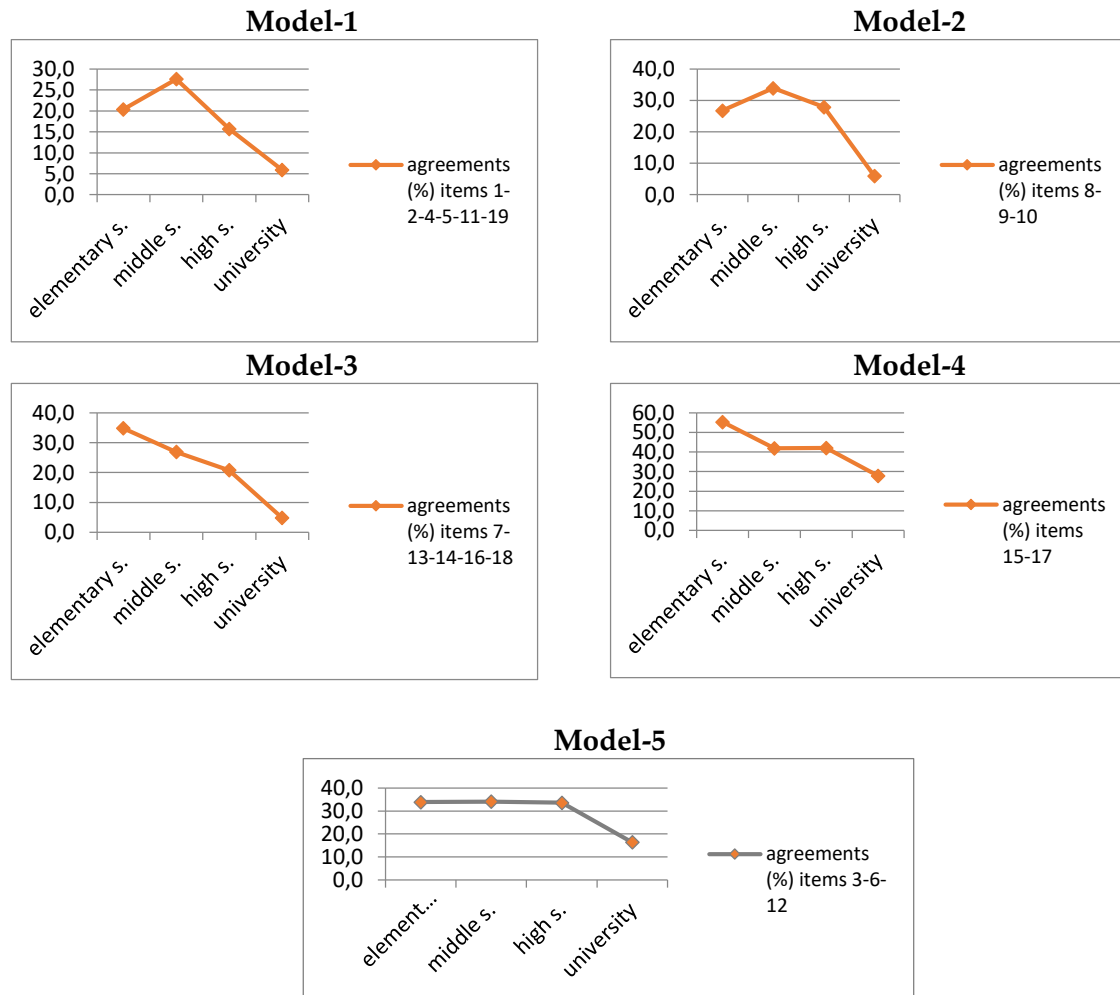 Model-1
30,0
25,0
20,0
15,0
10,0
5,0
0,0
elementary s.
middle s.
high s.
university
agreements
(%) items 1-
2-4-5-11-19
Model-2
40,0
30,0
20,0
10,0
0,0
elementary s.
middle s.
high s.
university
agreements
(%) items 8-
9-10
Model-3
40,0
30,0
20,0
10,0
0,0
elementary s.
middle s.
high s.
university
agreements
(%) items 7-
13-14-16-18
Model-4
60,0
50,0
40,0
30,0
20,0
10,0
0,0
elementary s.
middle s.
high s.
university
agreements
(%) items
15-17
Model-5
40,0
30,0
20,0
10,0
0,0
element...
middle s.
high s.
university
agreements
(%) items 3-6-
12